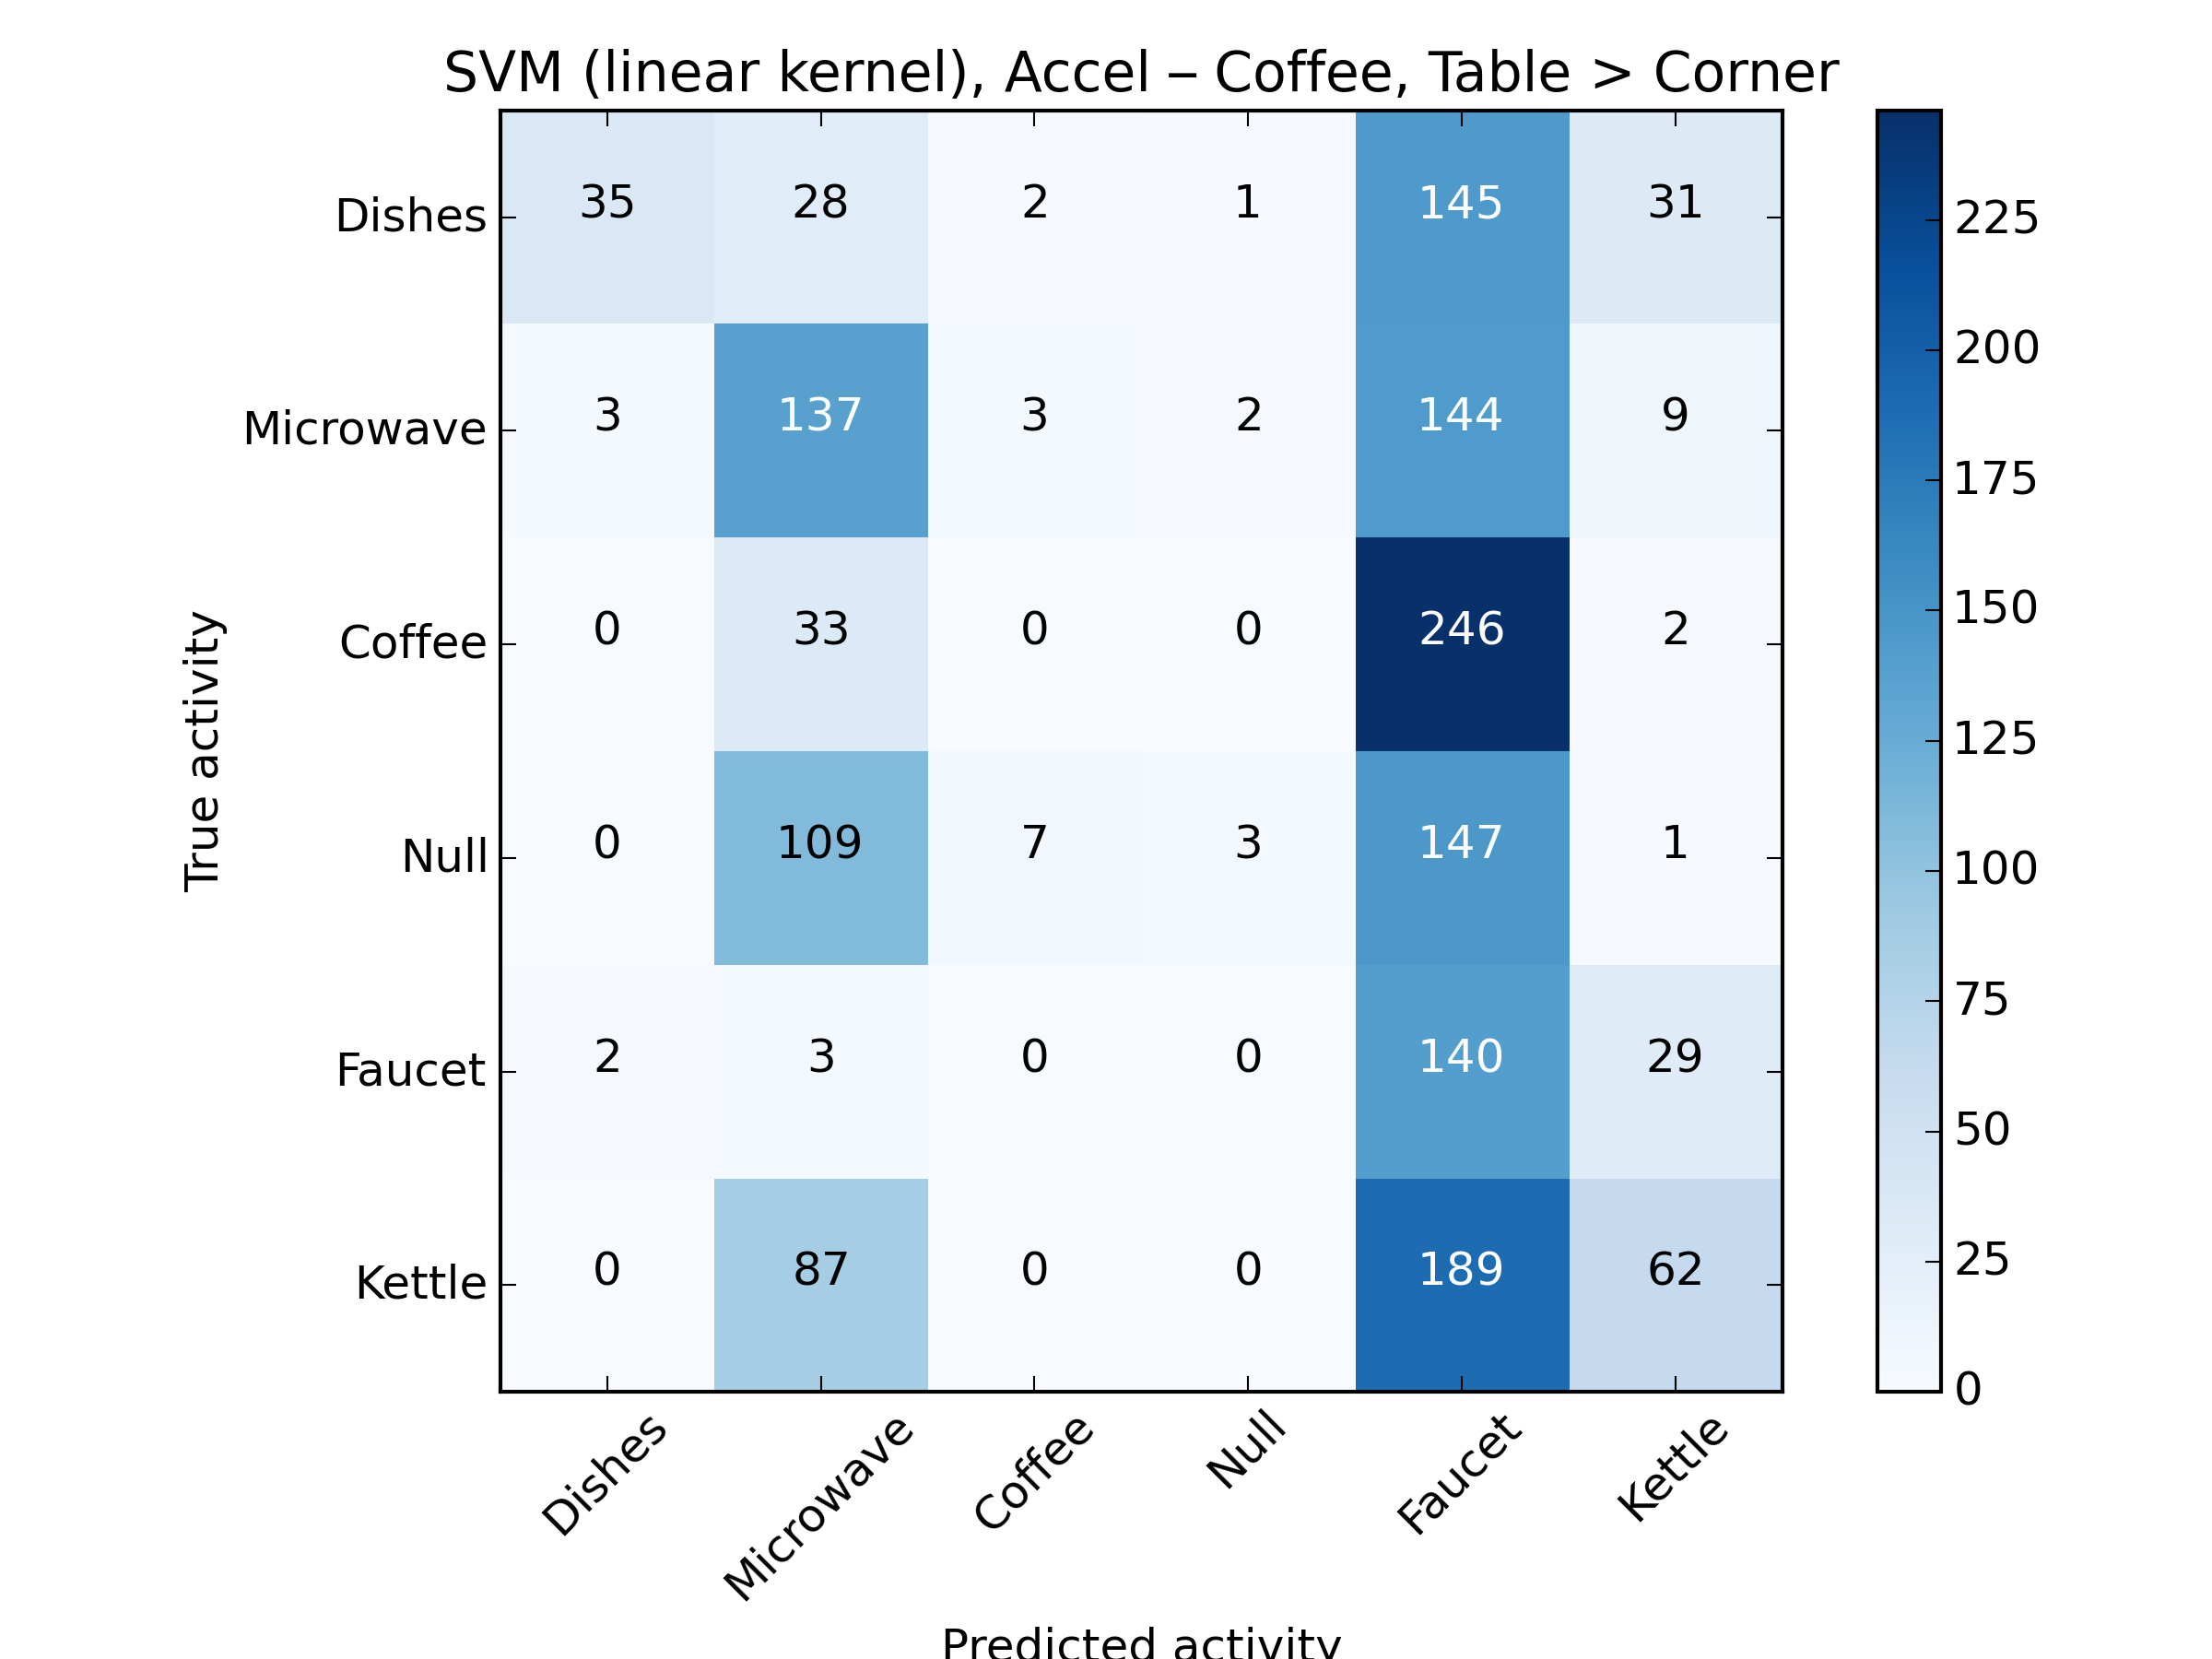 SVM (linear kernel), Accel – Coffee, Table > Corner
Dishes 35 28 2 1 145 31
Microwave 3 137 3 2 144 9
Coffee 0 33 0 0 246 2
Null 0 109 7 3 147 1
Faucet 2 3 0 0 140 29
Kettle 0 87 0 0 189 62
True activity
Dishes Microwave Coffee Null Faucet Kettle
Predicted activity
225
200
175
150
125
100
75
50
25
0